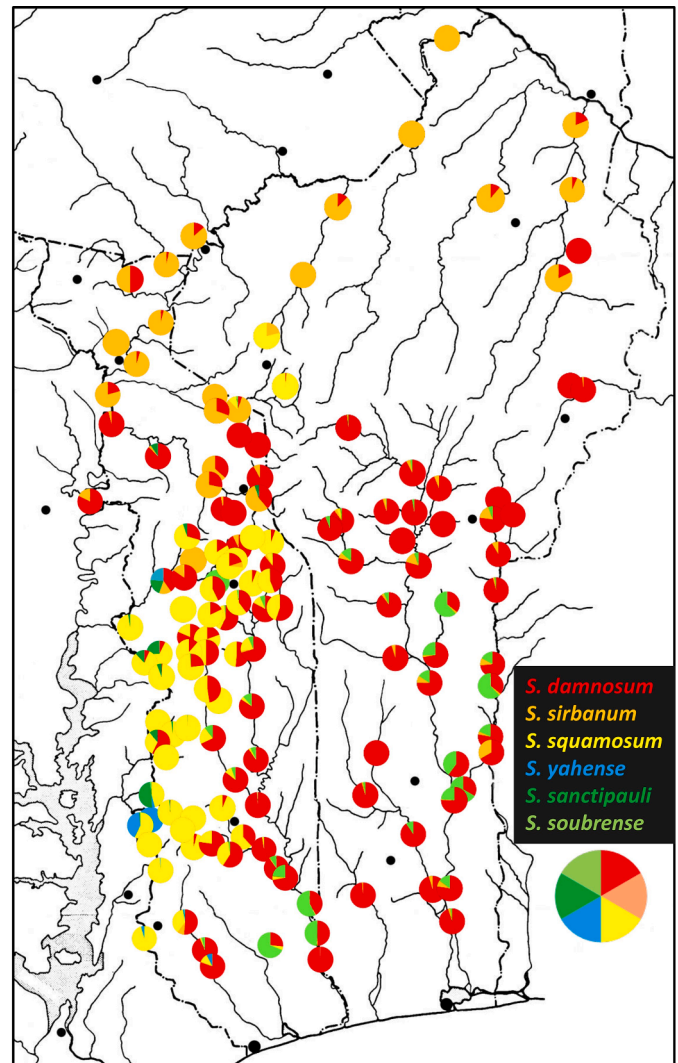 S. damnosum
S. sirbanum
S. squamosum
S. yahense
S. sanctipauli
S. soubrense